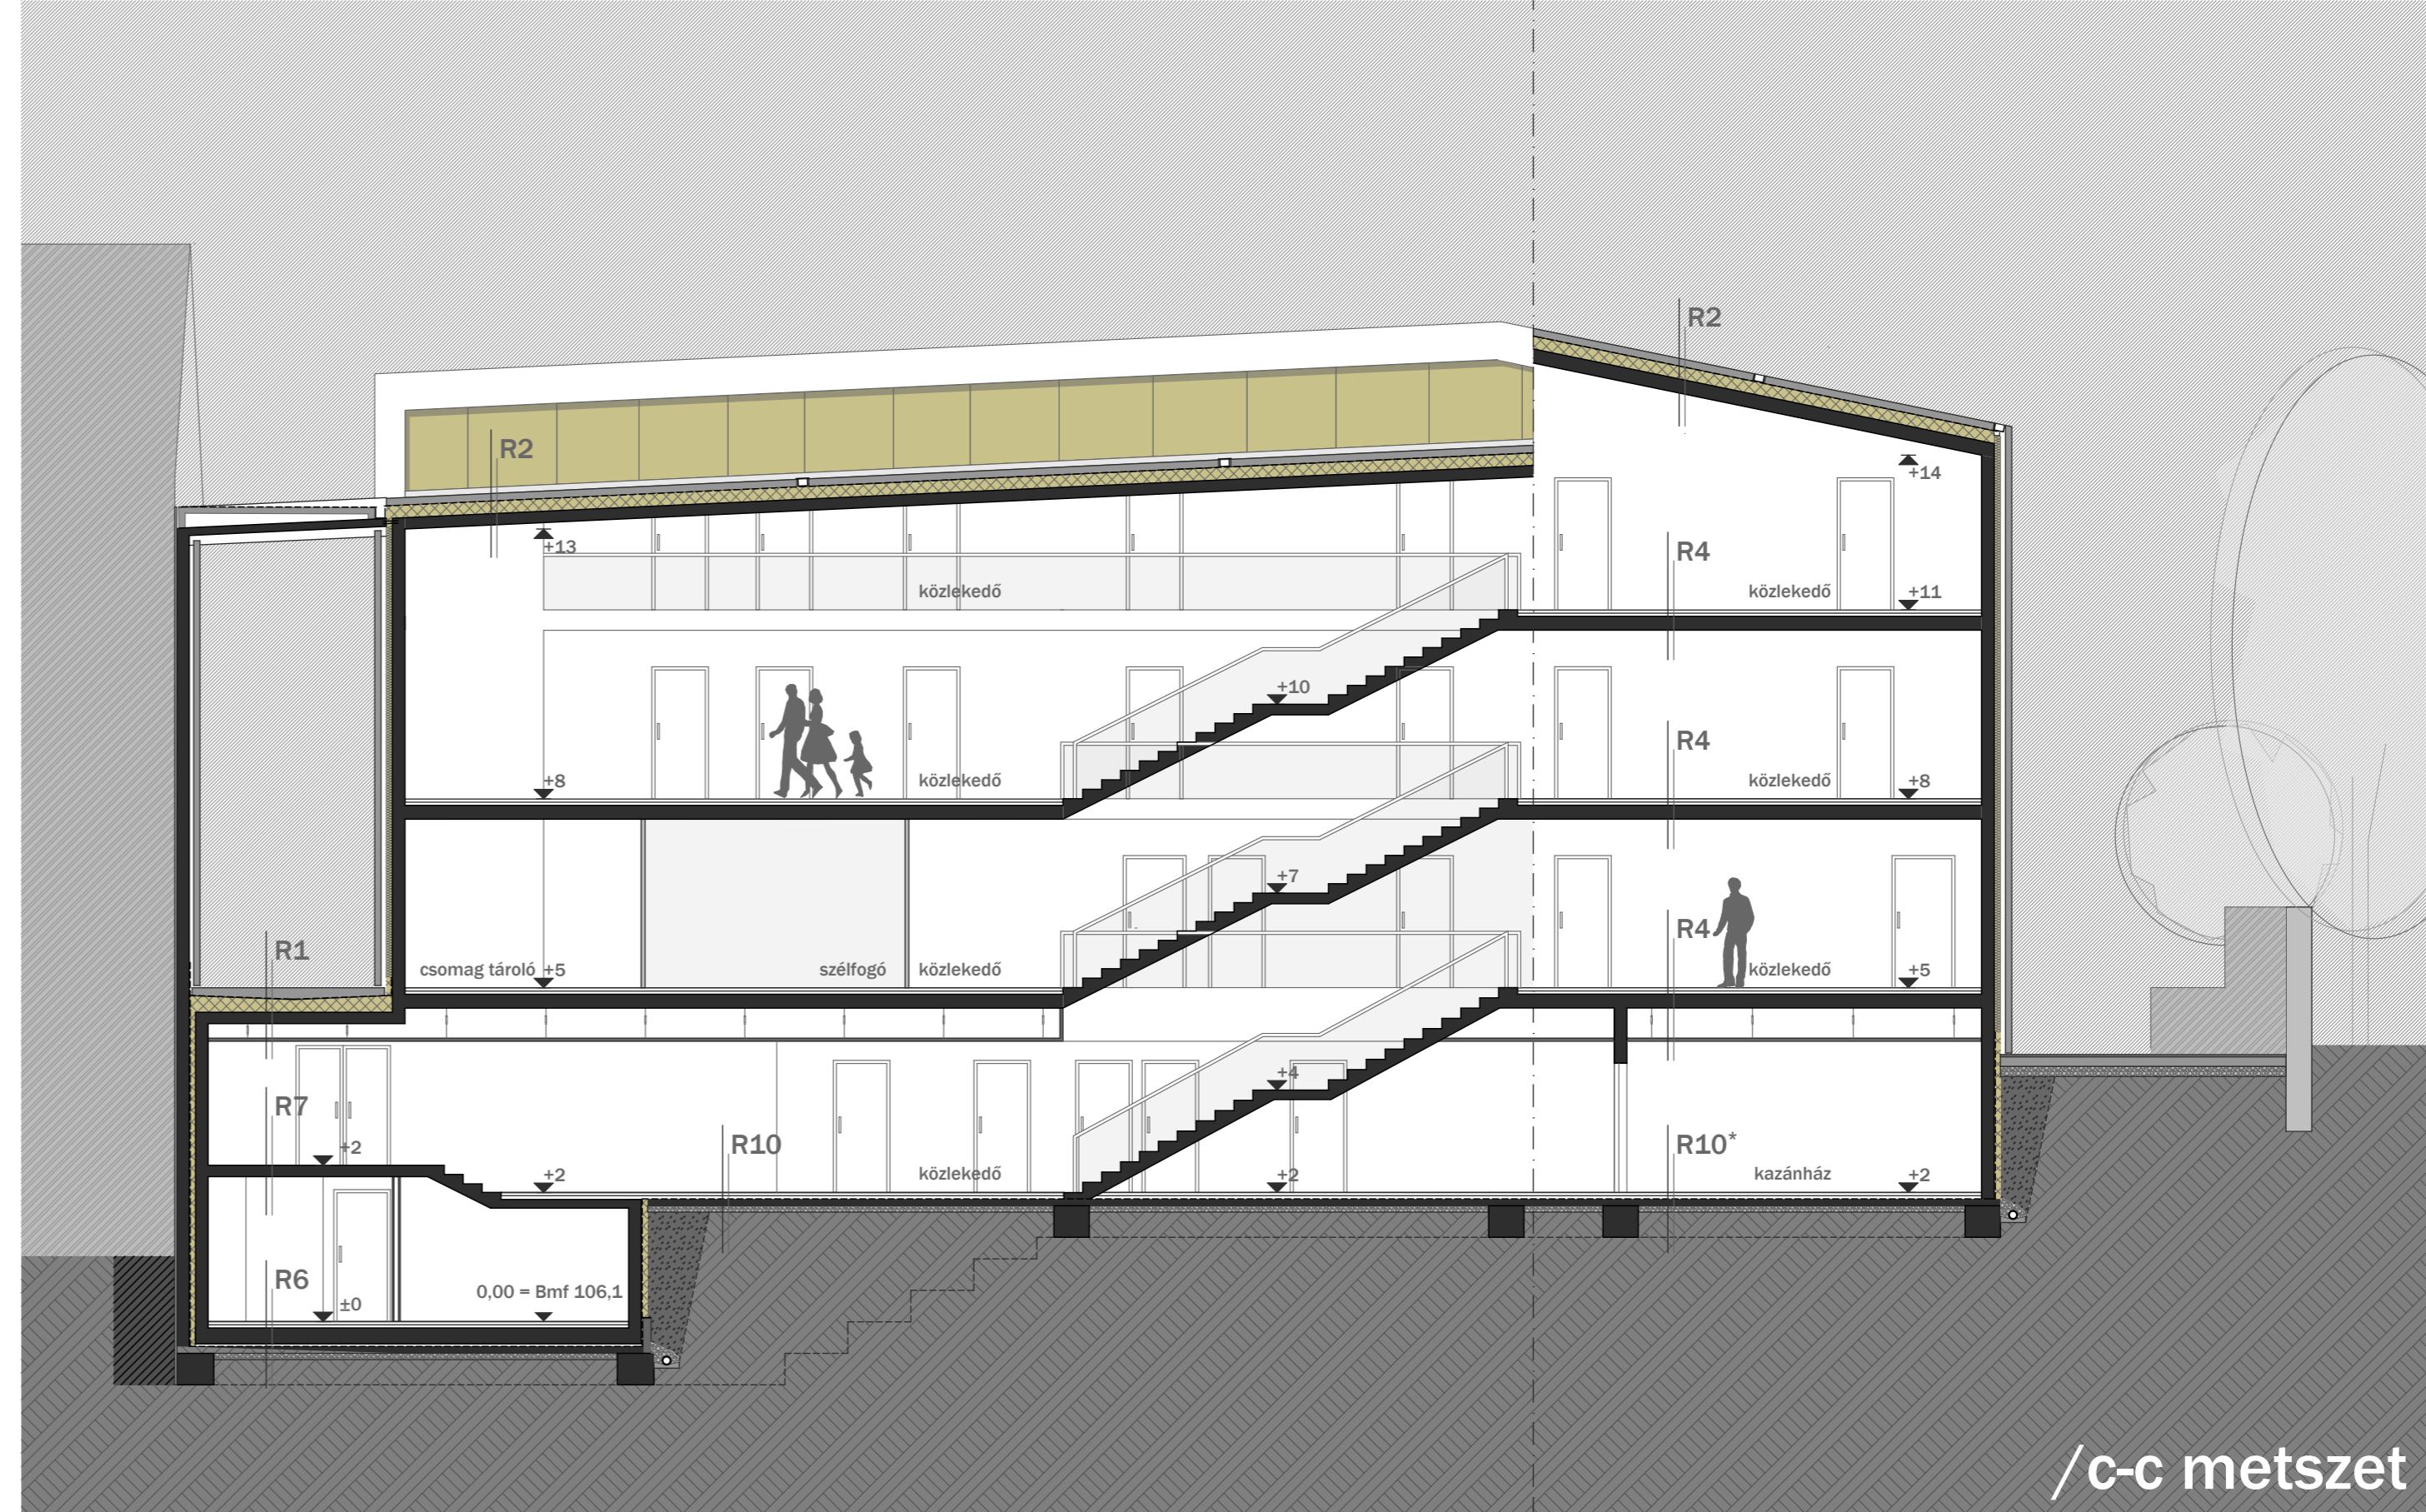 R2
R2
+14
+13
R4
közlekedő
közlekedő
+11
+10
R4
+8
közlekedő
közlekedő
+8
+7
R1
R4
csomag tároló
+5
szélfogó
közlekedő
közlekedő
+5
+4
R7
+2
R10
R10*
+2
közlekedő
+2
kazánház
+2
R6
±0
0,00 = Bmf 106,1
/c-c metszet